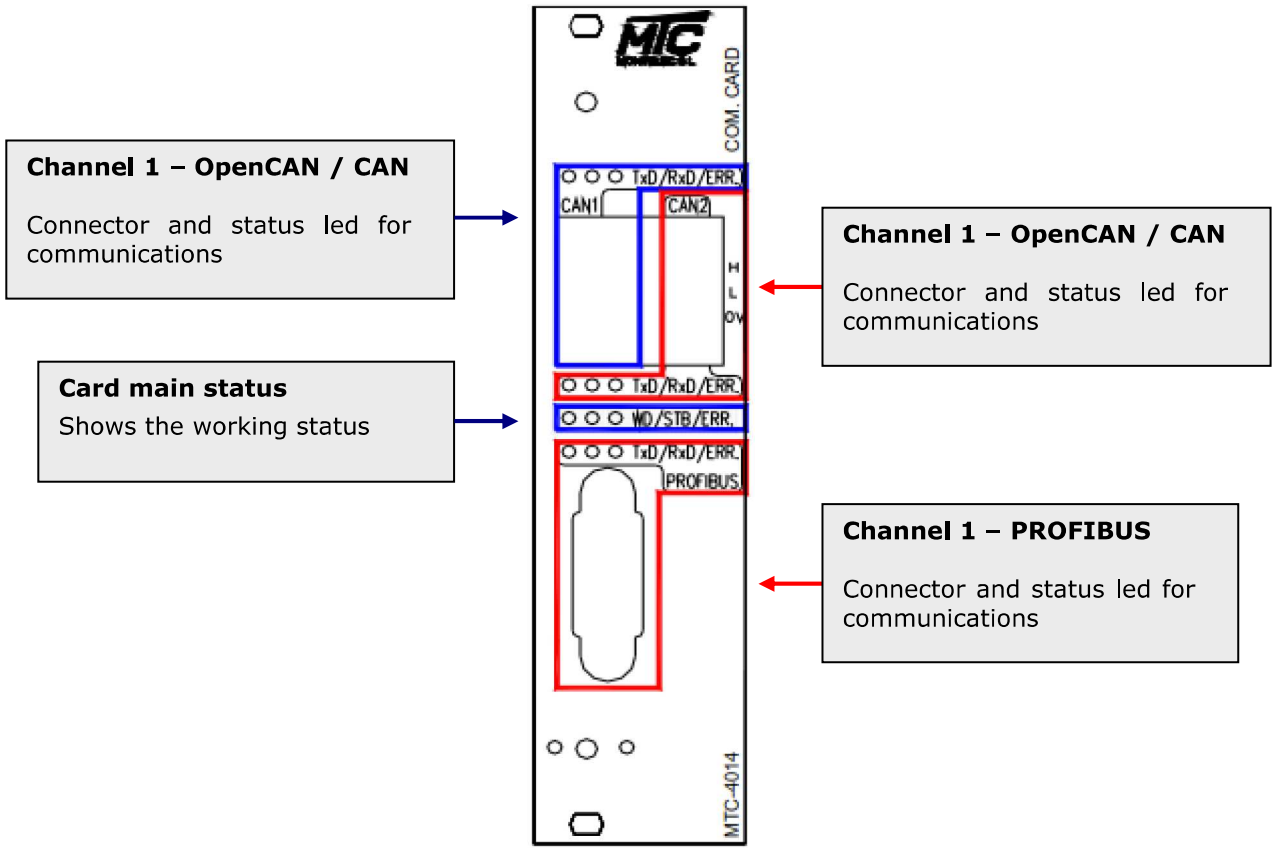 MTC
COM. CARD
Channel 1 – OpenCAN / CAN
Connector and status led for
communications
TxD/RxD/ERR.
CAN1
CAN2
H
L
0V
TxD/RxD/ERR.
Channel 1 – OpenCAN / CAN
Connector and status led for
communications
Card main status
Shows the working status
WD/STB/ERR.
TxD/RxD/ERR.
PROFIBUS
Channel 1 – PROFIBUS
Connector and status led for
communications
MTC-4014